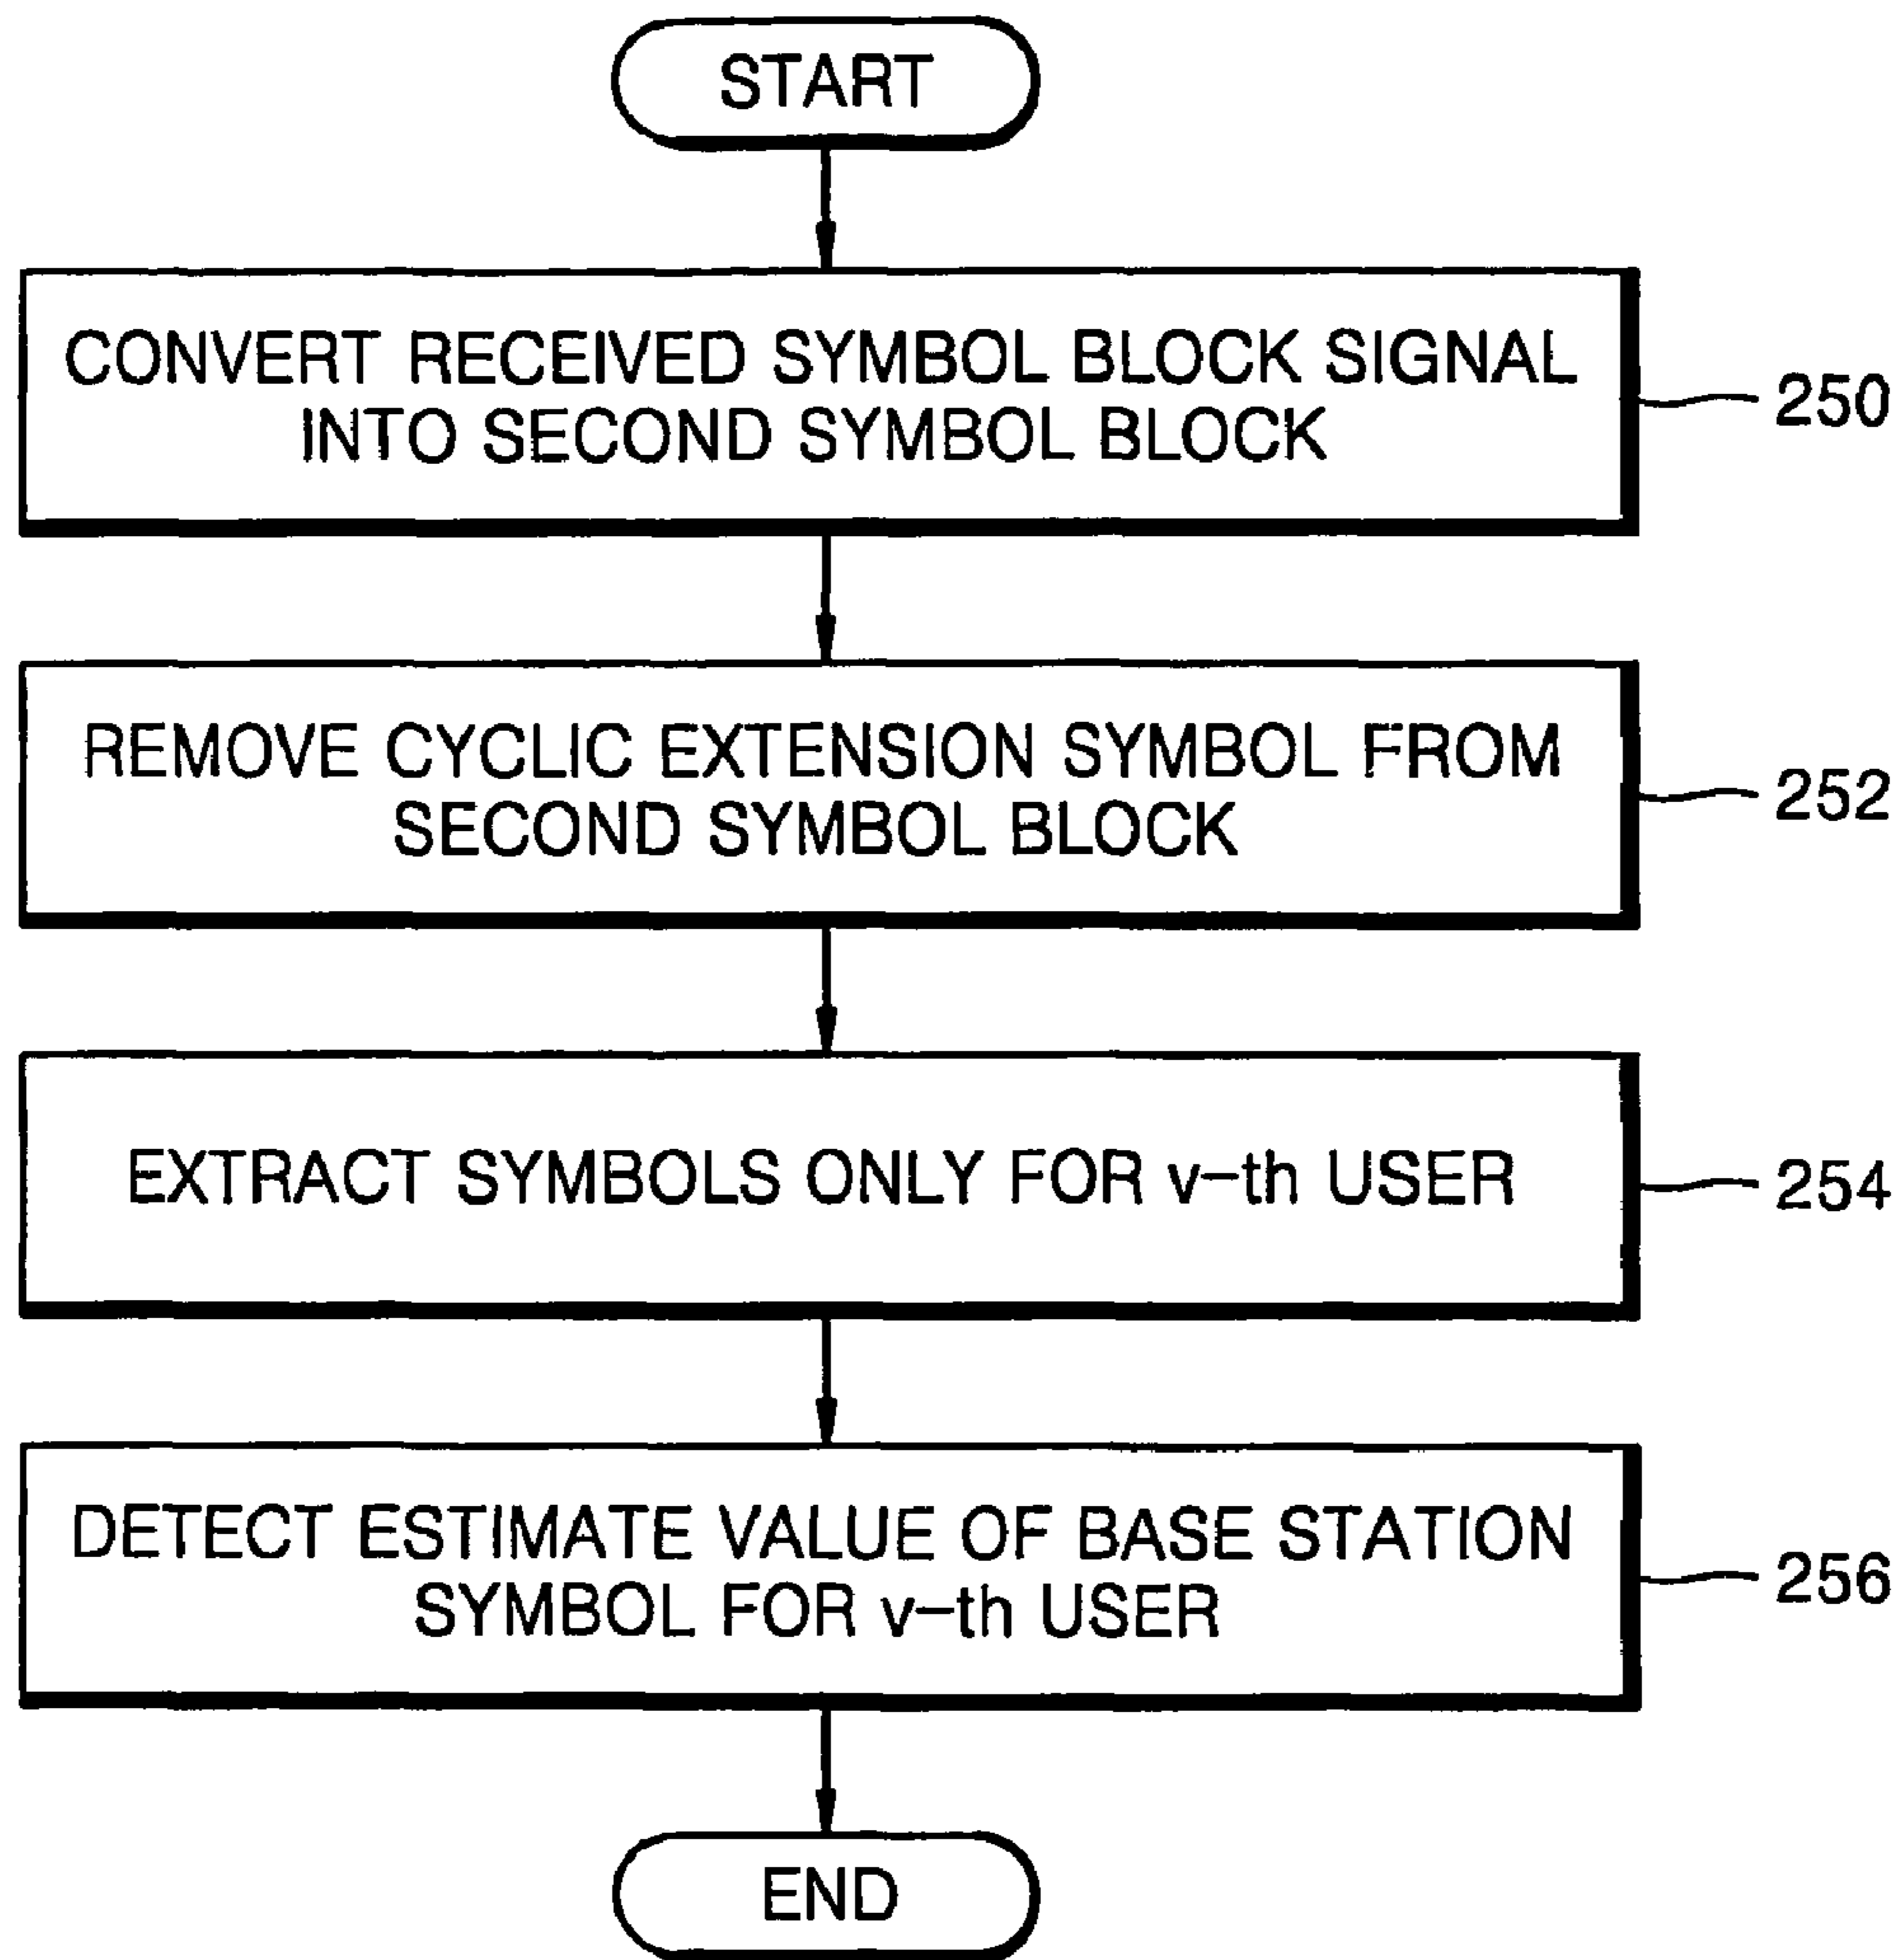 START
CONVERT RECEIVED SYMBOL BLOCK SIGNAL
INTO SECOND SYMBOL BLOCK
250
REMOVE CYCLIC EXTENSION SYMBOL FROM
SECOND SYMBOL BLOCK
252
EXTRACT SYMBOLS ONLY FOR v-th USER
254
DETECT ESTIMATE VALUE OF BASE STATION
SYMBOL FOR v-th USER
256
END